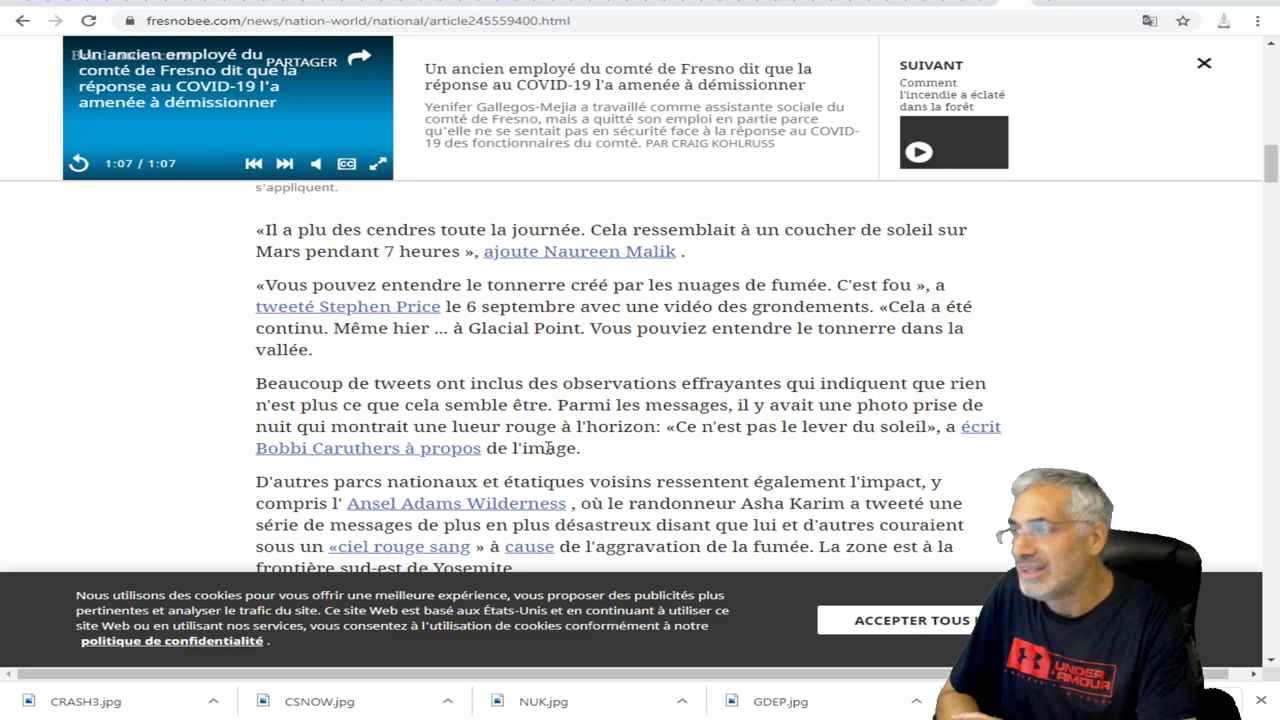 fresnobee.com/news/nation-world/national/article245559400.html
Un ancien employé du
comté de Fresno dit que la
réponse au COVID-19 l'a
amenée à démissionner
PARTAGER
1:07 / 1:07
CC
Un ancien employé du comté de Fresno dit que la
réponse au COVID-19 l'a amenée à démissionner
Yenifer Gallegos-Mejia a travaillé comme assistante sociale du
comté de Fresno, mais a quitté son emploi en partie parce
qu'elle ne se sentait pas en sécurité face à la réponse au COVID-
19 des fonctionnaires du comté. PAR CRAIG KOHLRUSS
SUIVANT
Comment
l'incendie a éclaté
dans la forêt
s'appliquent.
«Il a plu des cendres toute la journée. Cela ressemblait à un coucher de soleil sur
Mars pendant 7 heures », ajoute Naureen Malik .
«Vous pouvez entendre le tonnerre créé par les nuages de fumée. C'est fou », a
tweeté Stephen Price le 6 septembre avec une vidéo des grondements. «Cela a été
continu. Même hier ... à Glacial Point. Vous pouviez entendre le tonnerre dans la
vallée.
Beaucoup de tweets ont inclus des observations effrayantes qui indiquent que rien
n'est plus ce que cela semble être. Parmi les messages, il y avait une photo prise de
nuit qui montrait une lueur rouge à l'horizon: «Ce n'est pas le lever du soleil», a écrit
Bobbi Caruthers à propos de l'image.
D'autres parcs nationaux et étatiques voisins ressentent également l'impact, y
compris l' Ansel Adams Wilderness , où le randonneur Asha Karim a tweeté une
série de messages de plus en plus désastreux disant que lui et d'autres couraient
sous un «ciel rouge sang » à cause de l'aggravation de la fumée. La zone est à la
frontière sud-est de Yosemite
Nous utilisons des cookies pour vous offrir une meilleure expérience, vous proposer des publicités plus
pertinentes et analyser le trafic du site. Ce site Web est basé aux États-Unis et en continuant à utiliser ce
site Web ou en utilisant nos services, vous consentez à l'utilisation de cookies conformément à notre
politique de confidentialité .
ACCEPTER TOUS
CRASH3.jpg
CSNOW.jpg
NUK.jpg
GDEP.jpg
UNDER
ARMOUR